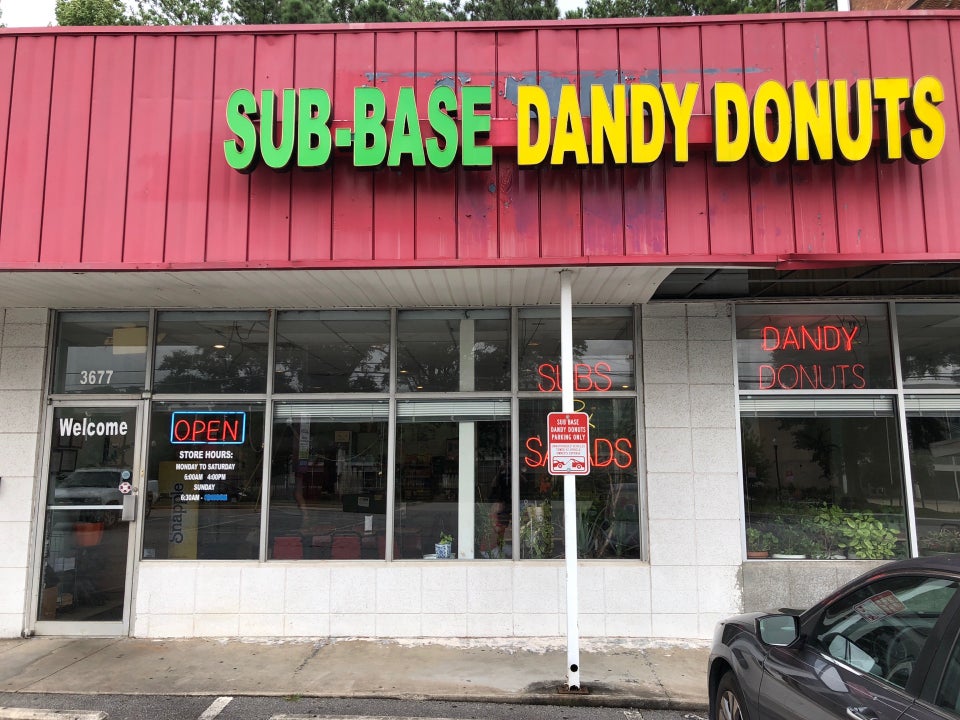 SUB-BASE DANDY DONUTS
3677
Welcome
OPEN
STORE HOURS:
MONDAY TO SATURDAY
6:00AM 4:00PM
SUNDAY
6:30AM -
Snapple
SUBS
&
SALADS
SUB BASE
DANDY DONUTS
PARKING ONLY
DANDY
DONUTS